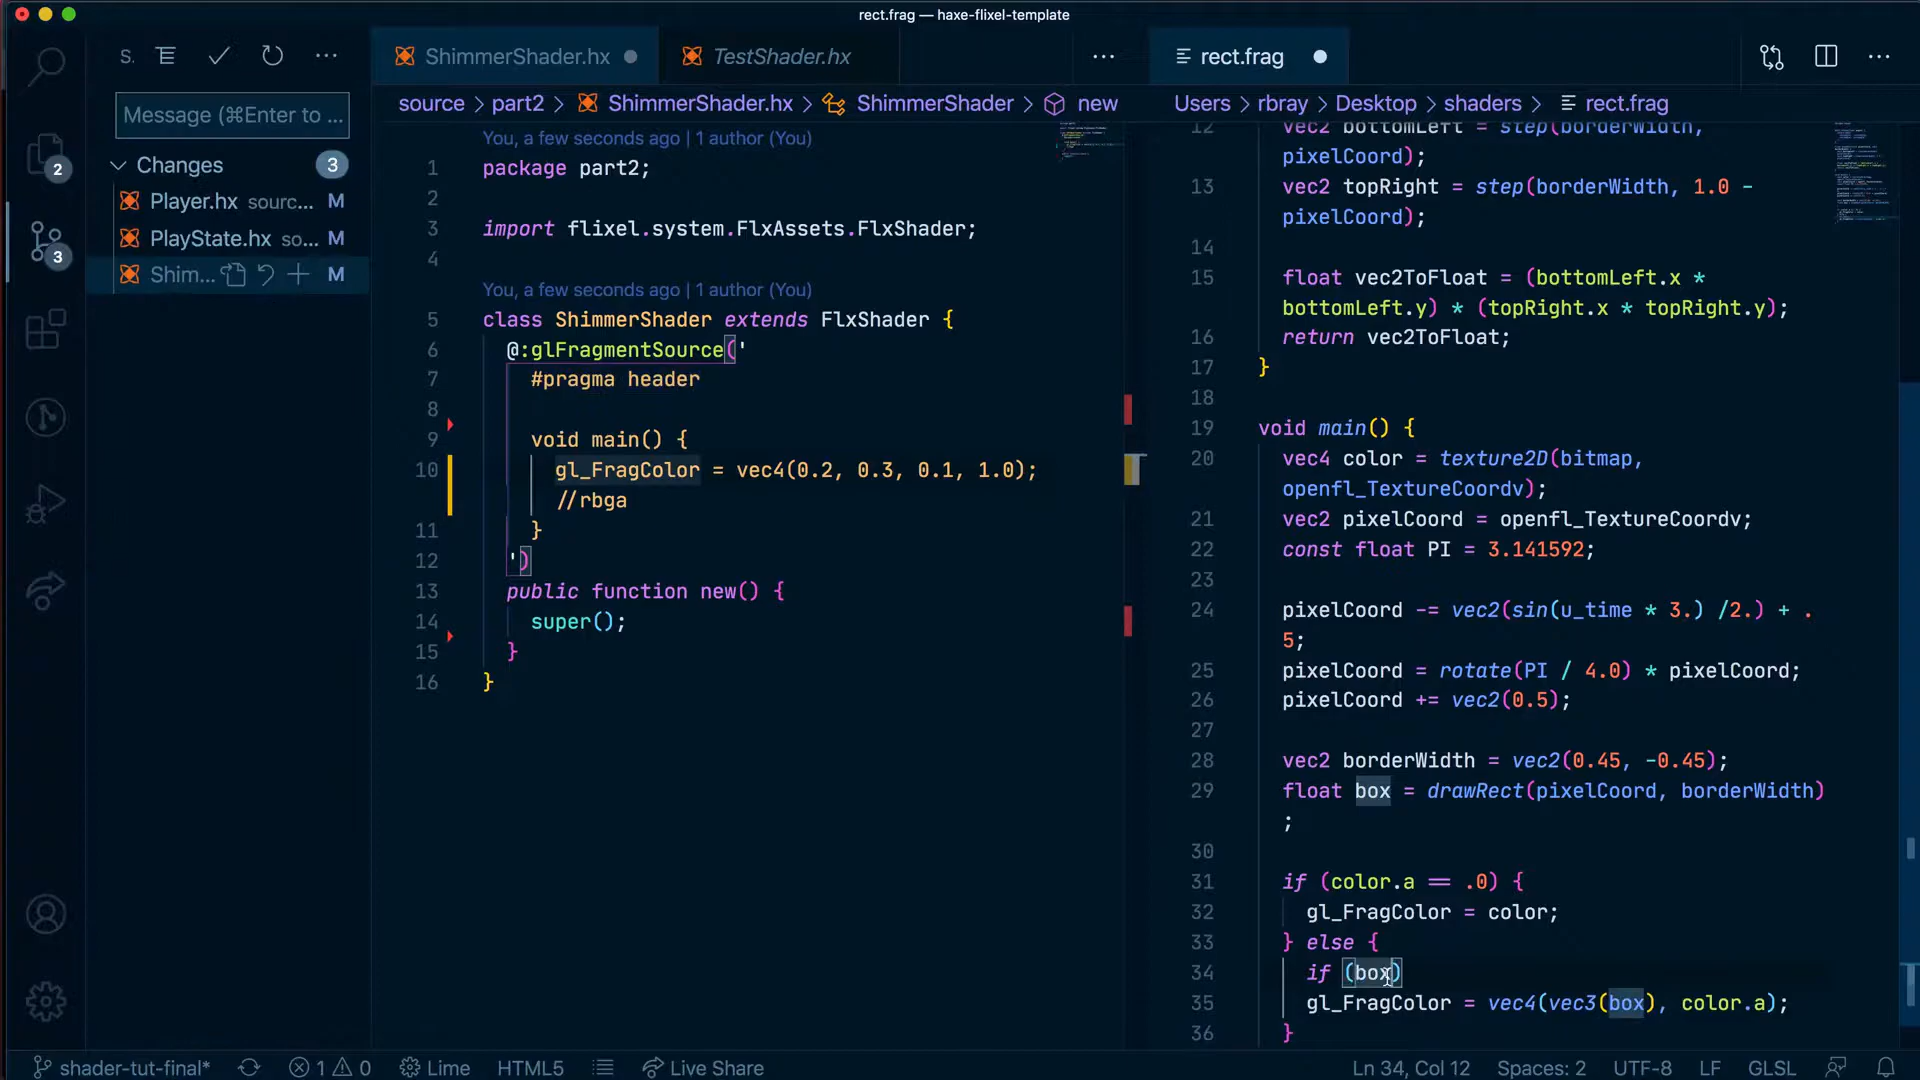 rect.frag — haxe-flixel-template
S.
ShimmerShader.hx
TestShader.hx
rect.frag
Message (⌘Enter to ...
source > part2 > ShimmerShader.hx > ShimmerShader > new
Users > rbray > Desktop > shaders > rect.frag
Changes 3
Player.hx sourc... M
PlayState.hx so... M
Shim... M
2
3
You, a few seconds ago | 1 author (You)
1 package part2;
2
3 import flixel.system.FlxAssets.FlxShader;
4
You, a few seconds ago | 1 author (You)
5 class ShimmerShader extends FlxShader {
6 @:glFragmentSource('
7 #pragma header
8
9 void main() {
10 gl_FragColor = vec4(0.2, 0.3, 0.1, 1.0);
//rbga
11 }
12 ')
13 public function new() {
14 super();
15 }
16 }
12 vec2 bottomLeft = step(borderWidth,
pixelCoord);
13 vec2 topRight = step(borderWidth, 1.0 -
pixelCoord);
14
15 float vec2ToFloat = (bottomLeft.x *
bottomLeft.y) * (topRight.x * topRight.y);
16 return vec2ToFloat;
17 }
18
19 void main() {
20 vec4 color = texture2D(bitmap,
openfl_TextureCoordv);
21 vec2 pixelCoord = openfl_TextureCoordv;
22 const float PI = 3.141592;
23
24 pixelCoord -= vec2(sin(u_time * 3.) /2.) + .
5;
25 pixelCoord = rotate(PI / 4.0) * pixelCoord;
26 pixelCoord += vec2(0.5);
27
28 vec2 borderWidth = vec2(0.45, -0.45);
29 float box = drawRect(pixelCoord, borderWidth)
;
30
31 if (color.a == .0) {
32 gl_FragColor = color;
33 } else {
34 if (box)
35 gl_FragColor = vec4(vec3(box), color.a);
36 }
shader-tut-final* 1 0 Lime HTML5 Live Share Ln 34, Col 12 Spaces: 2 UTF-8 LF GLSL